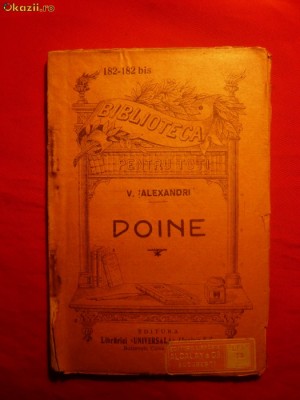 Okazii.ro
182-182 bis
BIBLIOTECA
PENTRU TOȚI
V. ALEXANDRI
DOINE
EDITURA
Librăriei "UNIVERSALA"